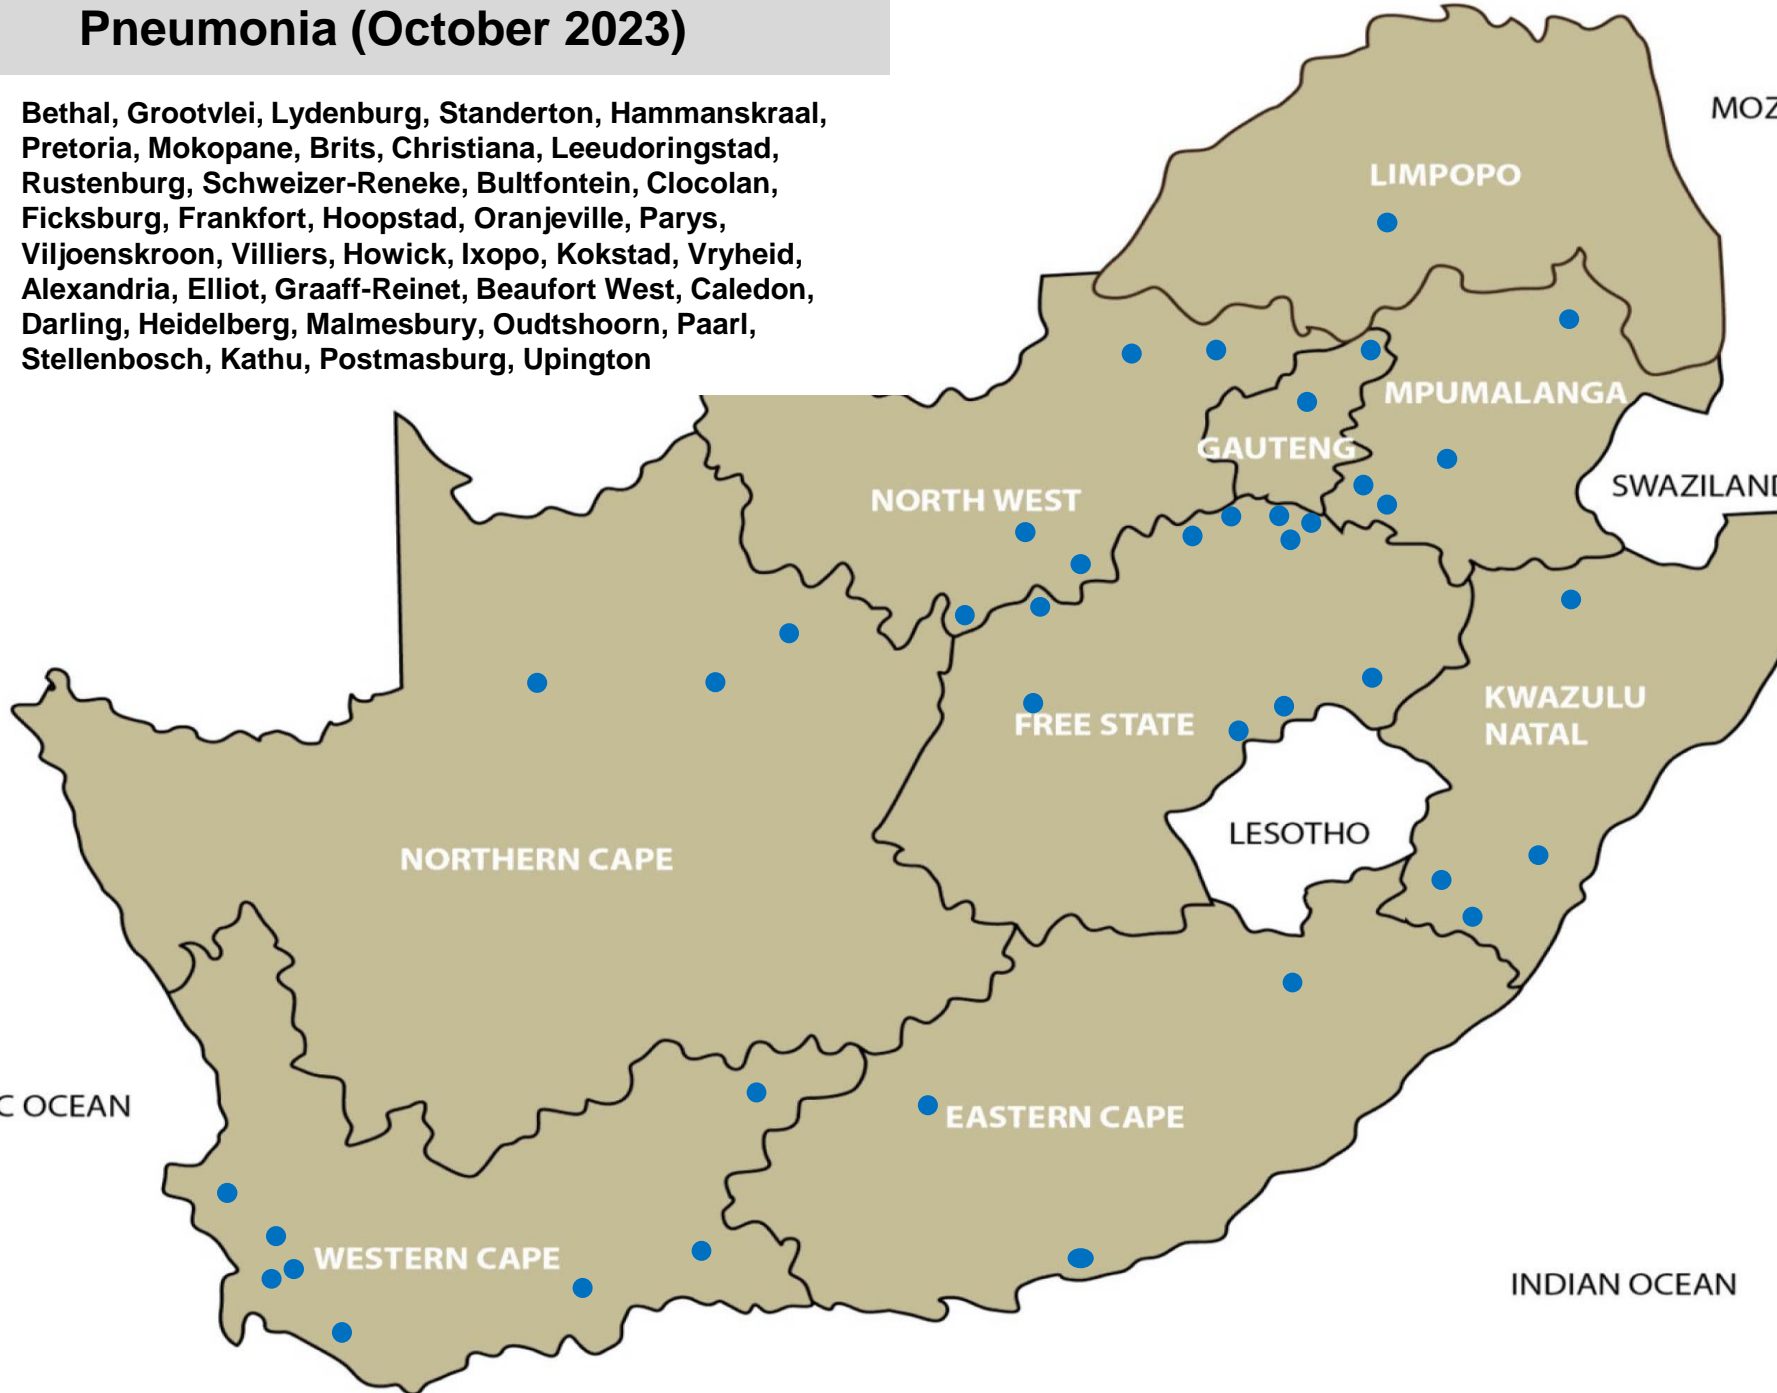 Pneumonia (October 2023)
Bethal, Grootvlei, Lydenburg, Standerton, Hammanskraal,
Pretoria, Mokopane, Brits, Christiana, Leeudoringstad,
Rustenburg, Schweizer-Reneke, Bultfontein, Clocolan,
Ficksburg, Frankfort, Hoopstad, Oranjeville, Parys,
Viljoenskroon, Villiers, Howick, Ixopo, Kokstad, Vryheid,
Alexandria, Elliot, Graaff-Reinet, Beaufort West, Caledon,
Darling, Heidelberg, Malmesbury, Oudtshoorn, Paarl,
Stellenbosch, Kathu, Postmasburg, Upington
MOZ
LIMPOPO
MPUMALANGA
GAUTENG
SWAZILAND
NORTH WEST
KWAZULU
NATAL
FREE STATE
LESOTHO
NORTHERN CAPE
C OCEAN
EASTERN CAPE
WESTERN CAPE
INDIAN OCEAN